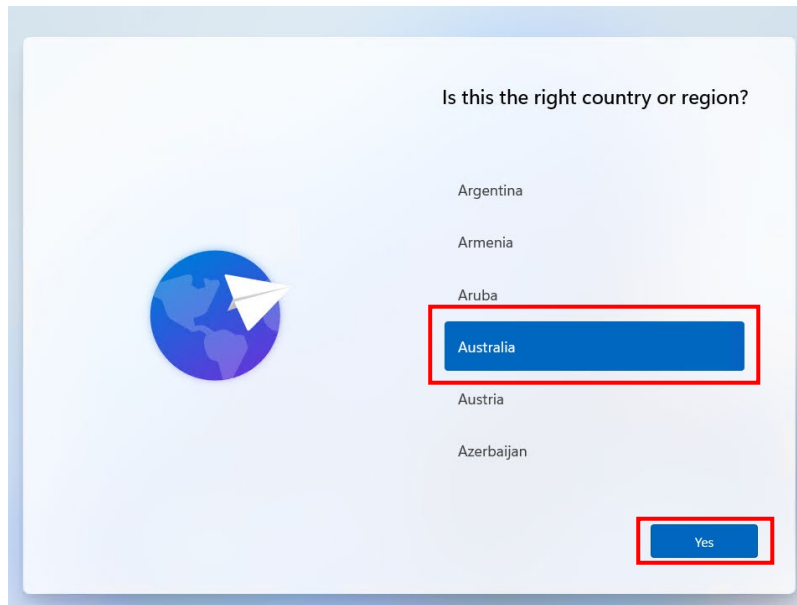 Is this the right country or region?
Argentina
Armenia
Aruba
Australia
Austria
Azerbaijan
Yes